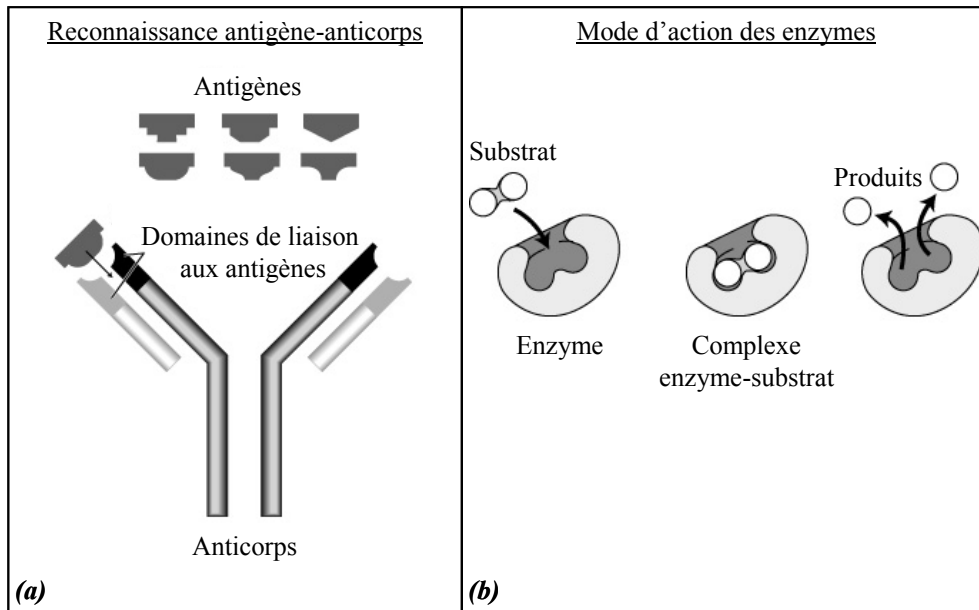 Reconnaissance antigène-anticorps
Antigènes
Domaines de liaison
aux antigènes
Anticorps
(a)
Mode d’action des enzymes
Substrat
Produits
Enzyme
Complexe
enzyme-substrat
(b)